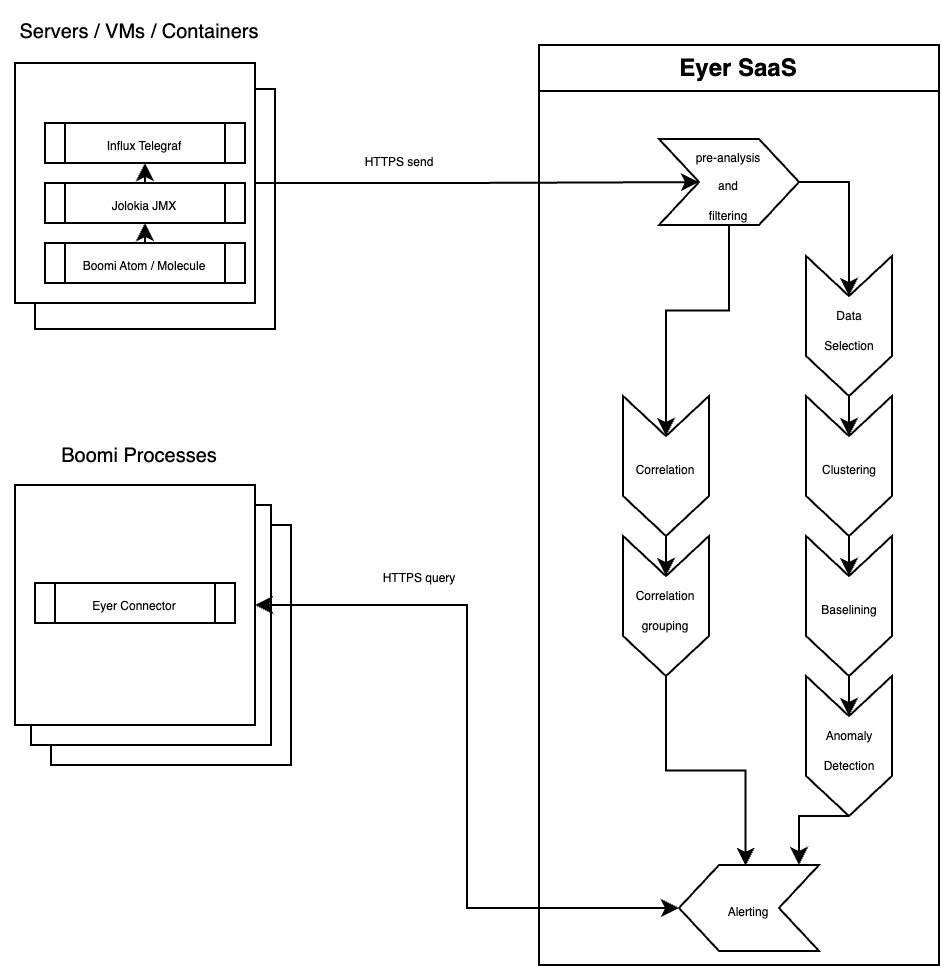 Servers / VMs / Containers
Influx Telegraf
Jolokia JMX
Boomi Atom / Molecule
HTTPS send
Eyer SaaS
pre-analysis
and
filtering
Data
Selection
Correlation
Clustering
Correlation
grouping
Baselining
Anomaly
Detection
Alerting
Boomi Processes
Eyer Connector
HTTPS query